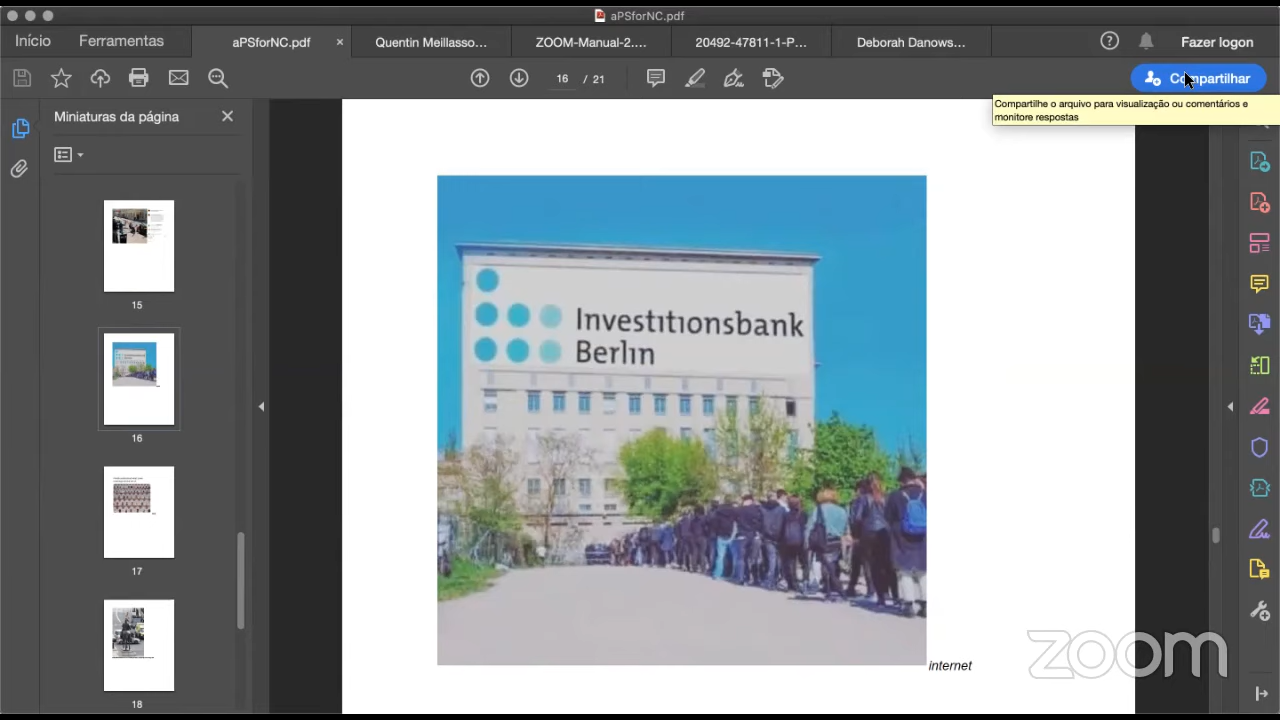 aPSforNC.pdf
Início
Ferramentas
aPSforNC.pdf
Quentin Meillasso...
ZOOM-Manual-2....
20492-47811-1-P...
Deborah Danows...
Fazer logon
16 / 21
Compartilhar
Compartilhe o arquivo para visualização ou comentários e
monitore respostas
Miniaturas da página
15
16
17
18
Investitionsbank
Berlin
internet
zoom